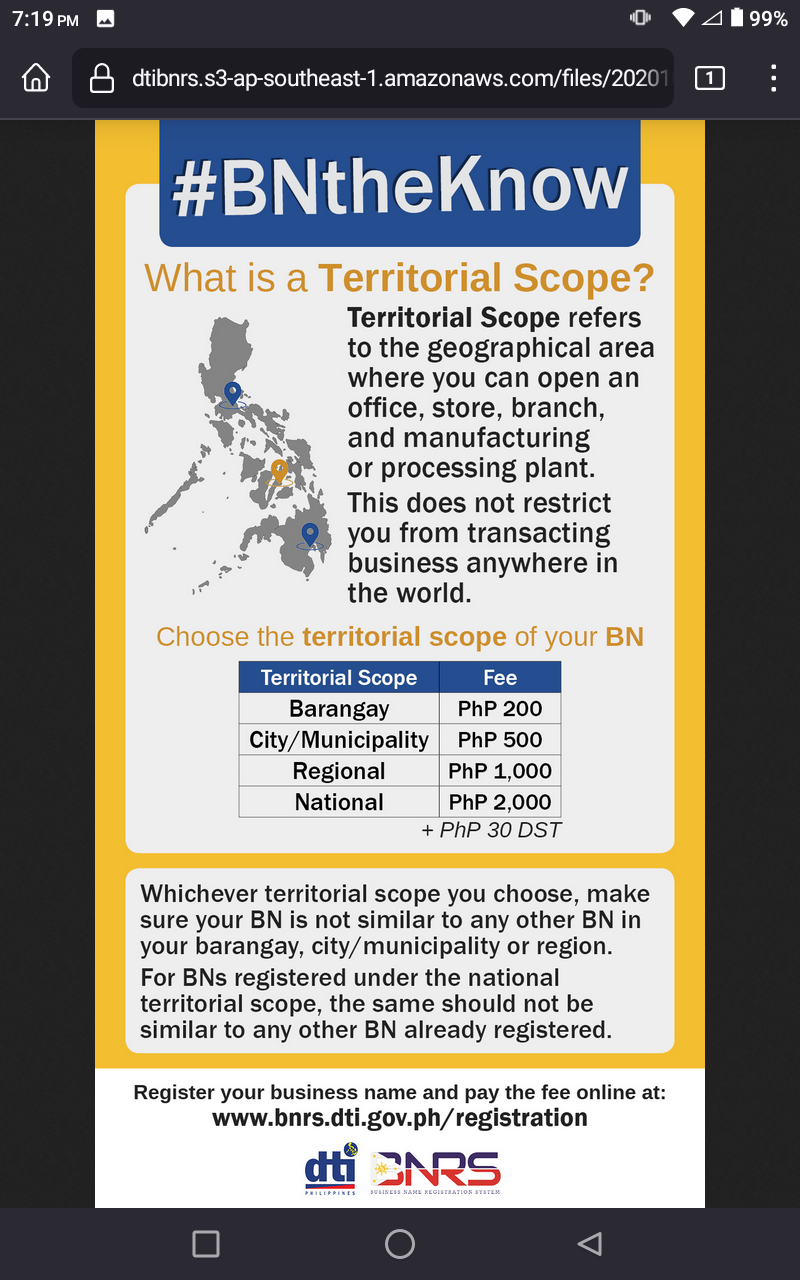 7:19 PM
99%
dtibnrs.s3-ap-southeast-1.amazonaws.com/files/20201
1
#BNtheKnow
What is a Territorial Scope?
Territorial Scope refers
to the geographical area
where you can open an
office, store, branch,
and manufacturing
or processing plant.
This does not restrict
you from transacting
business anywhere in
the world.
Choose the territorial scope of your BN
Territorial Scope Fee
Barangay PhP 200
City/Municipality PhP 500
Regional PhP 1,000
National PhP 2,000
+ PhP 30 DST
Whichever territorial scope you choose, make
sure your BN is not similar to any other BN in
your barangay, city/municipality or region.
For BNs registered under the national
territorial scope, the same should not be
similar to any other BN already registered.
Register your business name and pay the fee online at:
www.bnrs.dti.gov.ph/registration
dti BNRS
PHILIPPINES BUSINESS NAME REGISTRATION SYSTEM